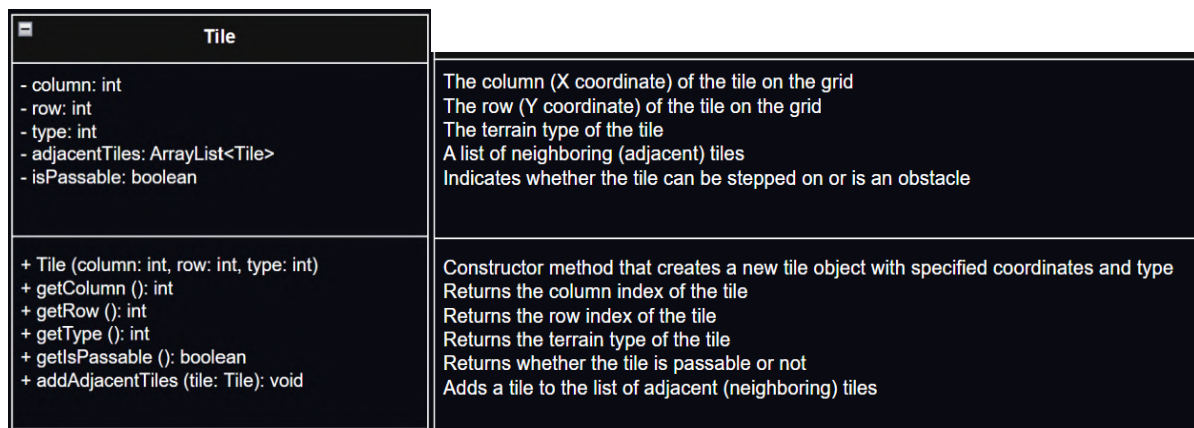 Tile
- column: int
- row: int
- type: int
- adjacentTiles: ArrayList<Tile>
- isPassable: boolean
The column (X coordinate) of the tile on the grid
The row (Y coordinate) of the tile on the grid
The terrain type of the tile
A list of neighboring (adjacent) tiles
Indicates whether the tile can be stepped on or is an obstacle
+ Tile (column: int, row: int, type: int)
+ getColumn (): int
+ getRow (): int
+ getType (): int
+ getIsPassable (): boolean
+ addAdjacentTiles (tile: Tile): void
Constructor method that creates a new tile object with specified coordinates and type
Returns the column index of the tile
Returns the row index of the tile
Returns the terrain type of the tile
Returns whether the tile is passable or not
Adds a tile to the list of adjacent (neighboring) tiles